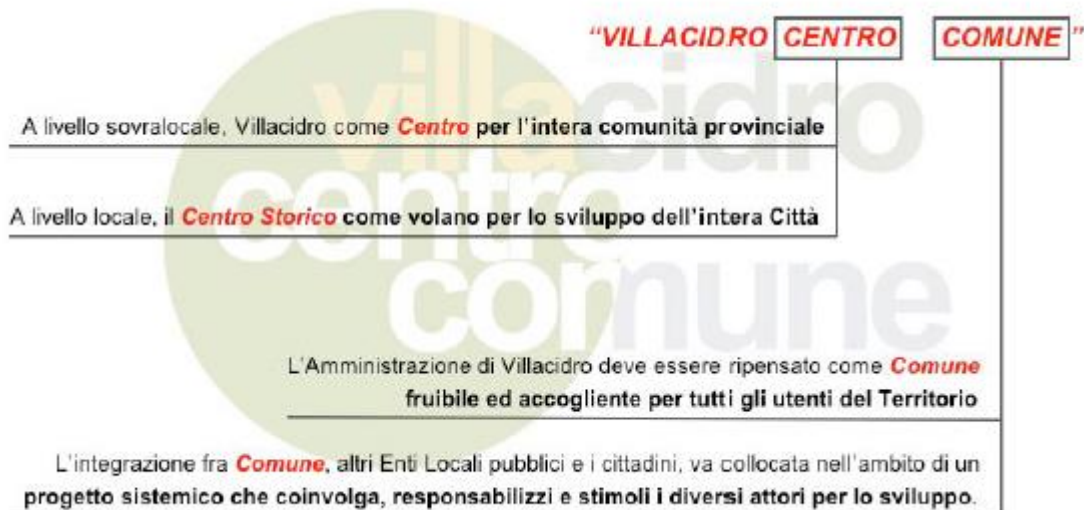 "VILLACIDRO CENTRO COMUNE"
villacidro
centro
comune
A livello sovralocale, Villacidro come Centro per l'intera comunità provinciale
A livello locale, il Centro Storico come volano per lo sviluppo dell'intera Città
L'Amministrazione di Villacidro deve essere ripensato come Comune
fruibile ed accogliente per tutti gli utenti del Territorio
L'integrazione fra Comune, altri Enti Locali pubblici e i cittadini, va collocata nell'ambito di un
progetto sistemico che coinvolga, responsabilizzi e stimoli i diversi attori per lo sviluppo.